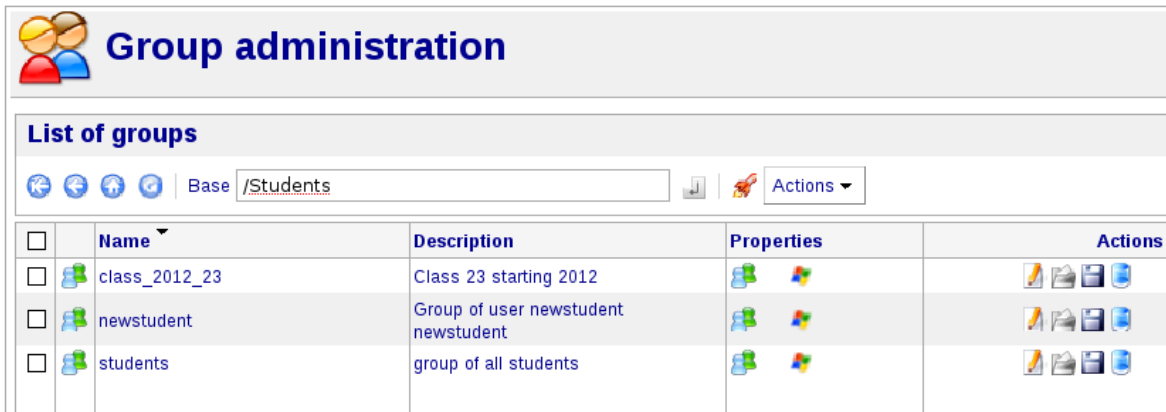 Group administration
List of groups
Base /Students Actions
Name Description Properties Actions
class_2012_23 Class 23 starting 2012
newstudent Group of user newstudent
newstudent
students group of all students